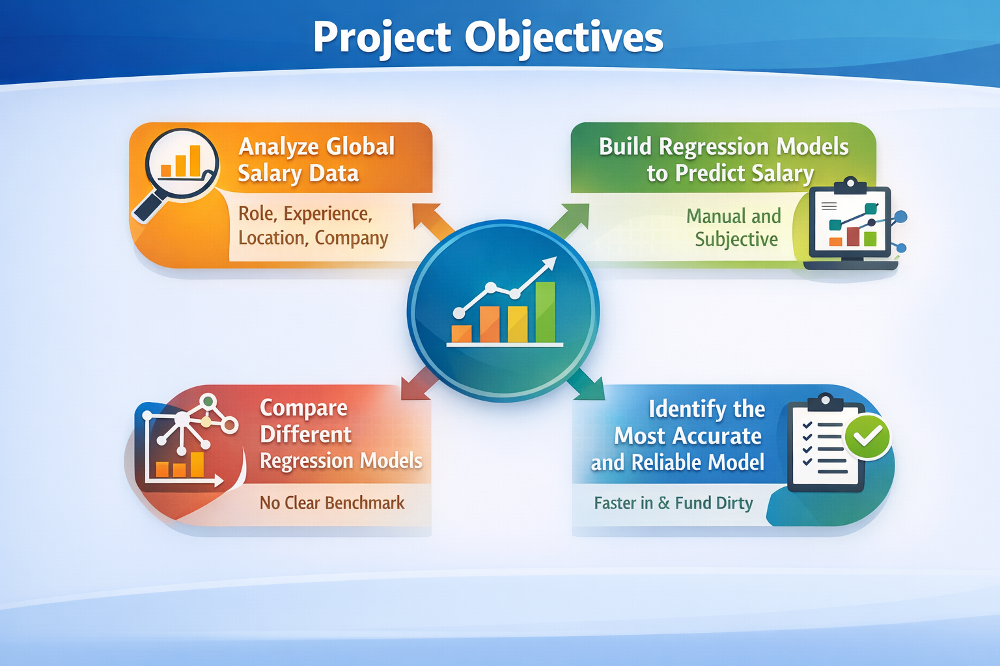 Project Objectives
Analyze Global
Salary Data
Role, Experience,
Location, Company
Build Regression Models
to Predict Salary
Manual and
Subjective
Compare
Different
Regression Models
No Clear Benchmark
Identify the
Most Accurate
and Reliable Model
Faster in & Fund Dirty